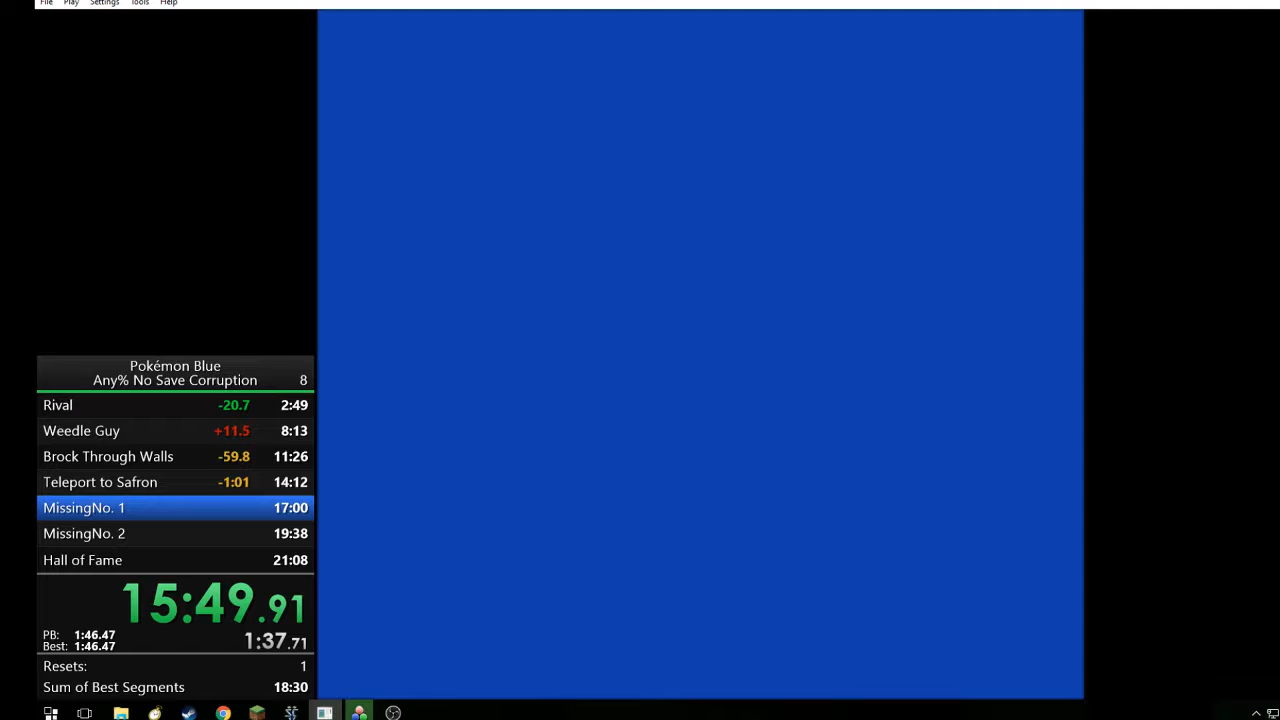 File Play Settings Tools Help
Pokémon Blue
Any% No Save Corruption 8
Rival -20.7 2:49
Weedle Guy +11.5 8:13
Brock Through Walls -59.8 11:26
Teleport to Safron -1:01 14:12
MissingNo. 1 17:00
MissingNo. 2 19:38
Hall of Fame 21:08
15:49.91
PB: 1:46.47
Best: 1:46.47
1:37.71
Resets: 1
Sum of Best Segments 18:30